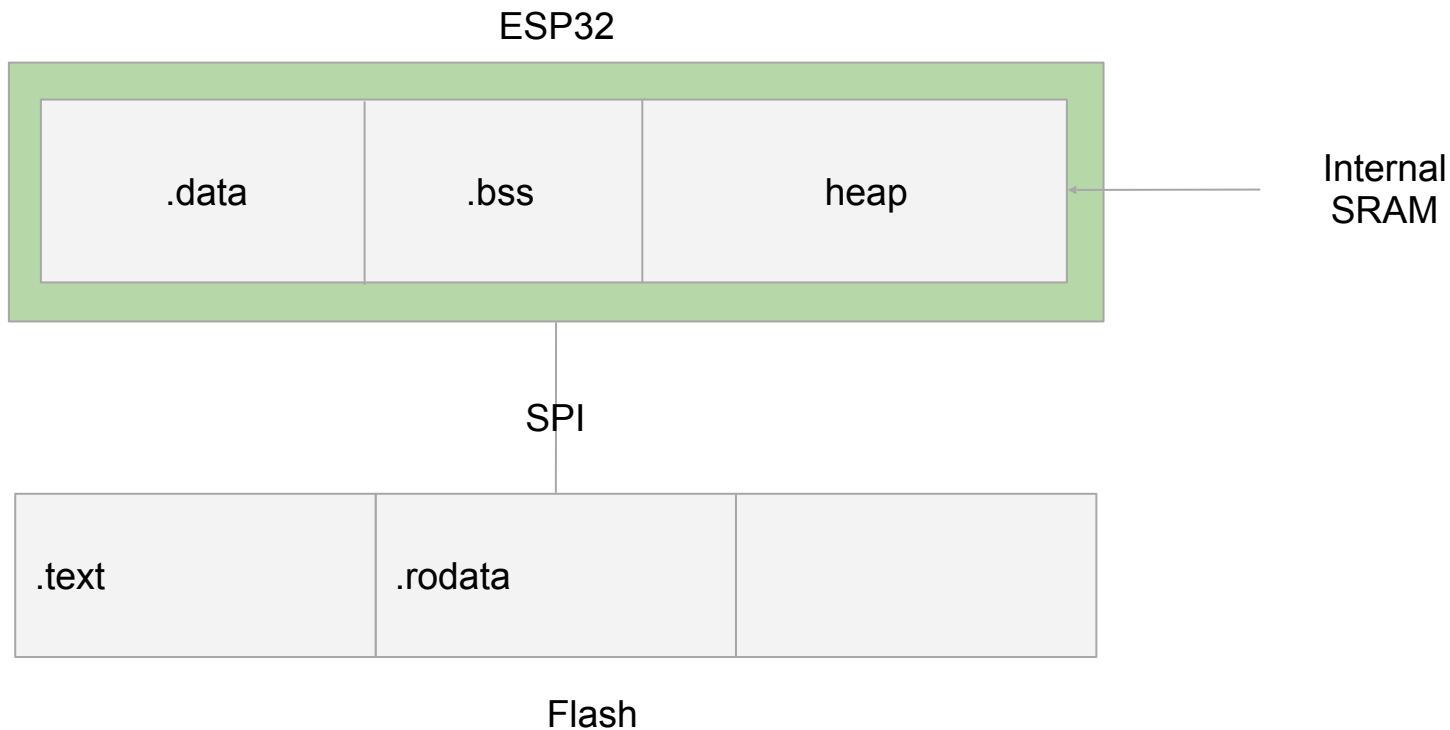 ESP32
.data
.bss
heap
Internal
SRAM
SPI
.text
.rodata
Flash